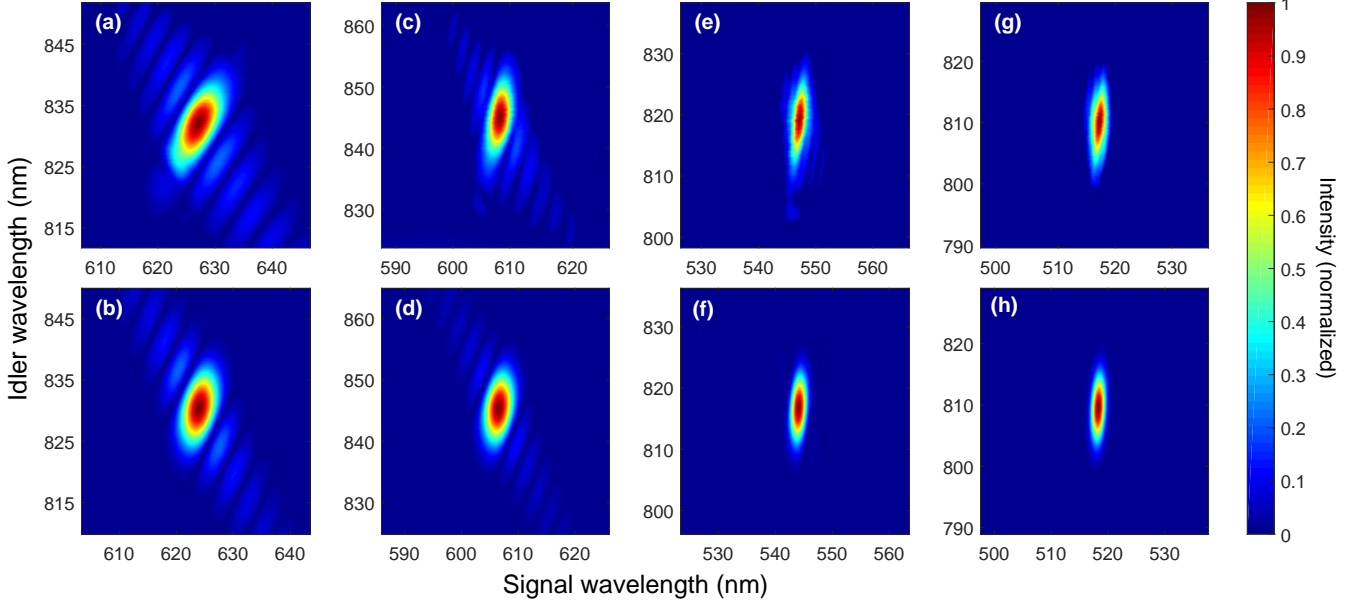 (a) (c) (e) (g)
845 835 825 815
860 850 840 830
830 820 810 800
820 810 800 790
610 620 630 640
590 600 610 620
530 540 550 560
500 510 520 530
(b) (d) (f) (h)
845 835 825 815
860 850 840 830
830 820 810 800
820 810 800 790
610 620 630 640
590 600 610 620
530 540 550 560
500 510 520 530
Idler wavelength (nm)
Signal wavelength (nm)
1
0.9
0.8
0.7
0.6
0.5
0.4
0.3
0.2
0.1
0
Intensity (normalized)